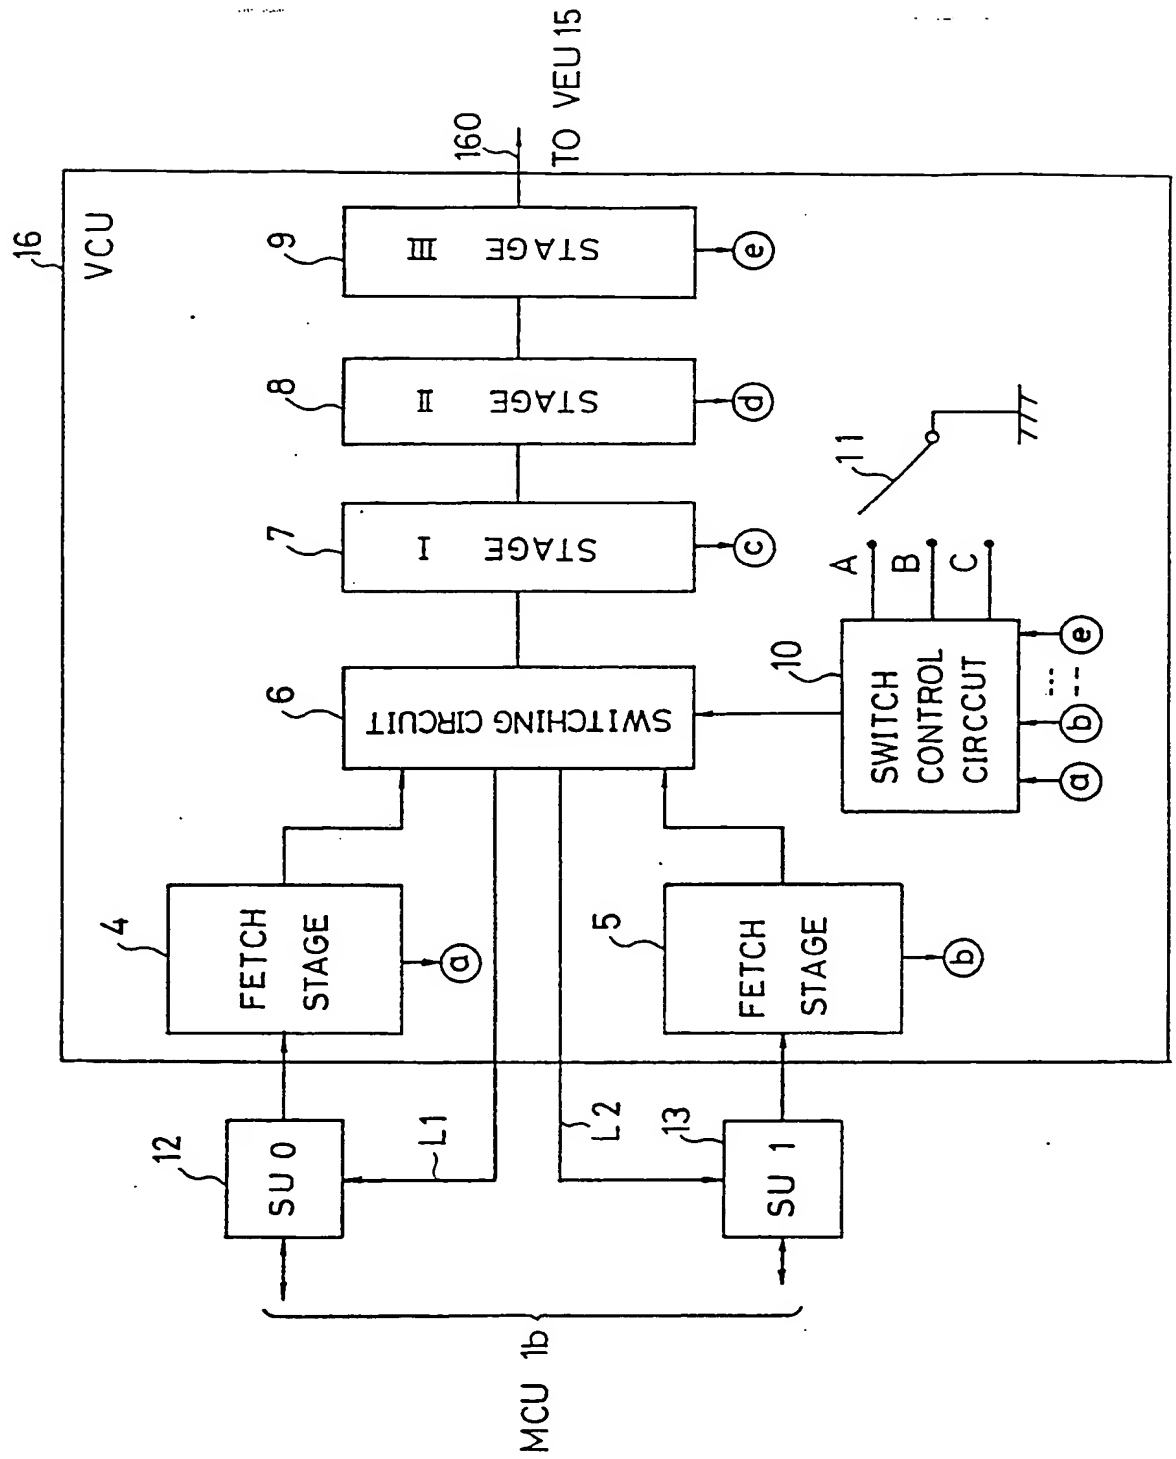 16
VCU
160
TO VEU 15
MCU 1b
12
SU 0
L1
L2
13
SU 1
4
FETCH
STAGE
a
5
FETCH
STAGE
b
6
SWITCHING CIRCUIT
7
STAGE I
c
8
STAGE II
d
9
STAGE III
e
10
SWITCH
CONTROL
CIRCCUT
a
b
e
A
B
C
11